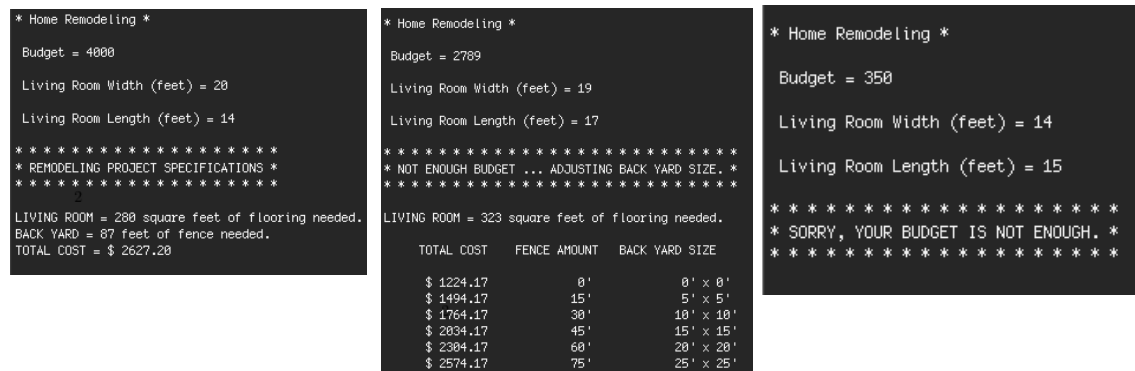 * Home Remodeling *
Budget = 4000
Living Room Width (feet) = 20
Living Room Length (feet) = 14
* * * * * * * * * * * * * * * * * * *
* REMODELING PROJECT SPECIFICATIONS *
* * * * * * * * * * * * * * * * * * *
2
LIVING ROOM = 280 square feet of flooring needed.
BACK YARD = 87 feet of fence needed.
TOTAL COST = $ 2627.20
* Home Remodeling *
Budget = 2789
Living Room Width (feet) = 19
Living Room Length (feet) = 17
* * * * * * * * * * * * * * * * * * * * * * * * *
* NOT ENOUGH BUDGET ... ADJUSTING BACK YARD SIZE. *
* * * * * * * * * * * * * * * * * * * * * * * * *
LIVING ROOM = 323 square feet of flooring needed.
TOTAL COST FENCE AMOUNT BACK YARD SIZE
$ 1224.17 0' 0' x 0'
$ 1494.17 15' 5' x 5'
$ 1764.17 30' 10' x 10'
$ 2034.17 45' 15' x 15'
$ 2304.17 60' 20' x 20'
$ 2574.17 75' 25' x 25'
* Home Remodeling *
Budget = 350
Living Room Width (feet) = 14
Living Room Length (feet) = 15
* * * * * * * * * * * * * * * * * * *
* SORRY, YOUR BUDGET IS NOT ENOUGH. *
* * * * * * * * * * * * * * * * * * *